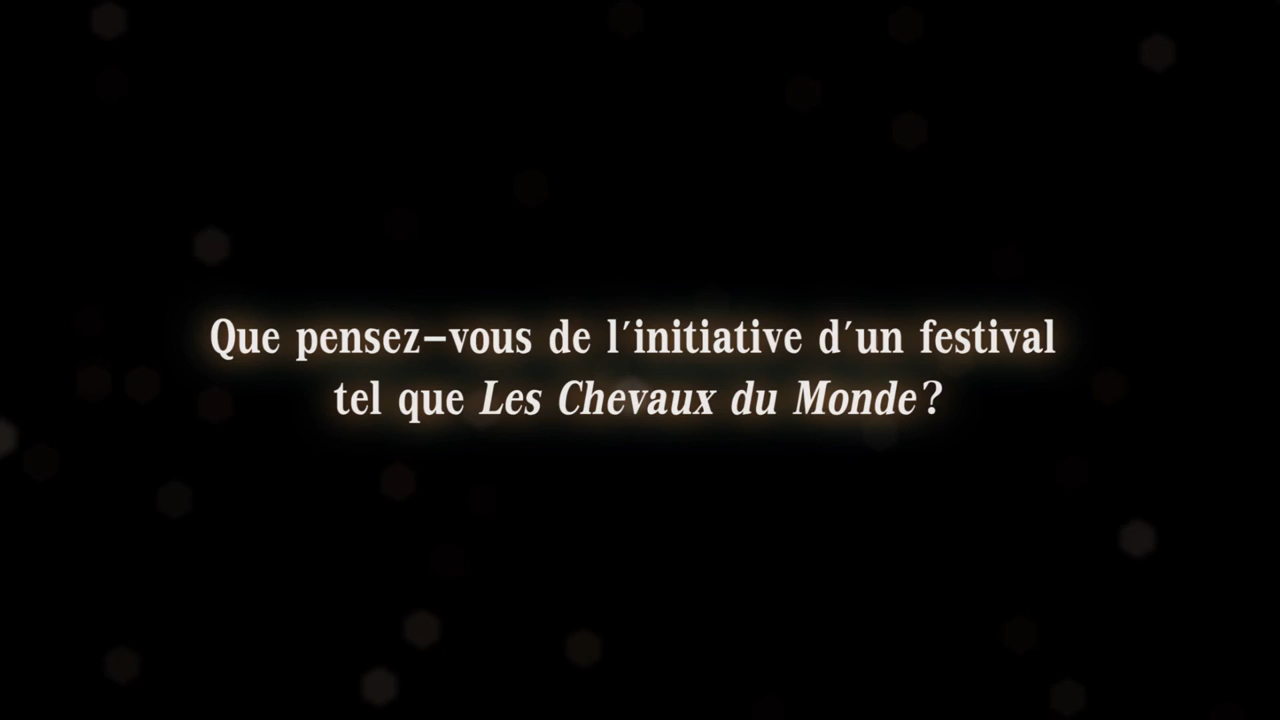 Que pensez-vous de l'initiative d'un festival
tel que Les Chevaux du Monde?